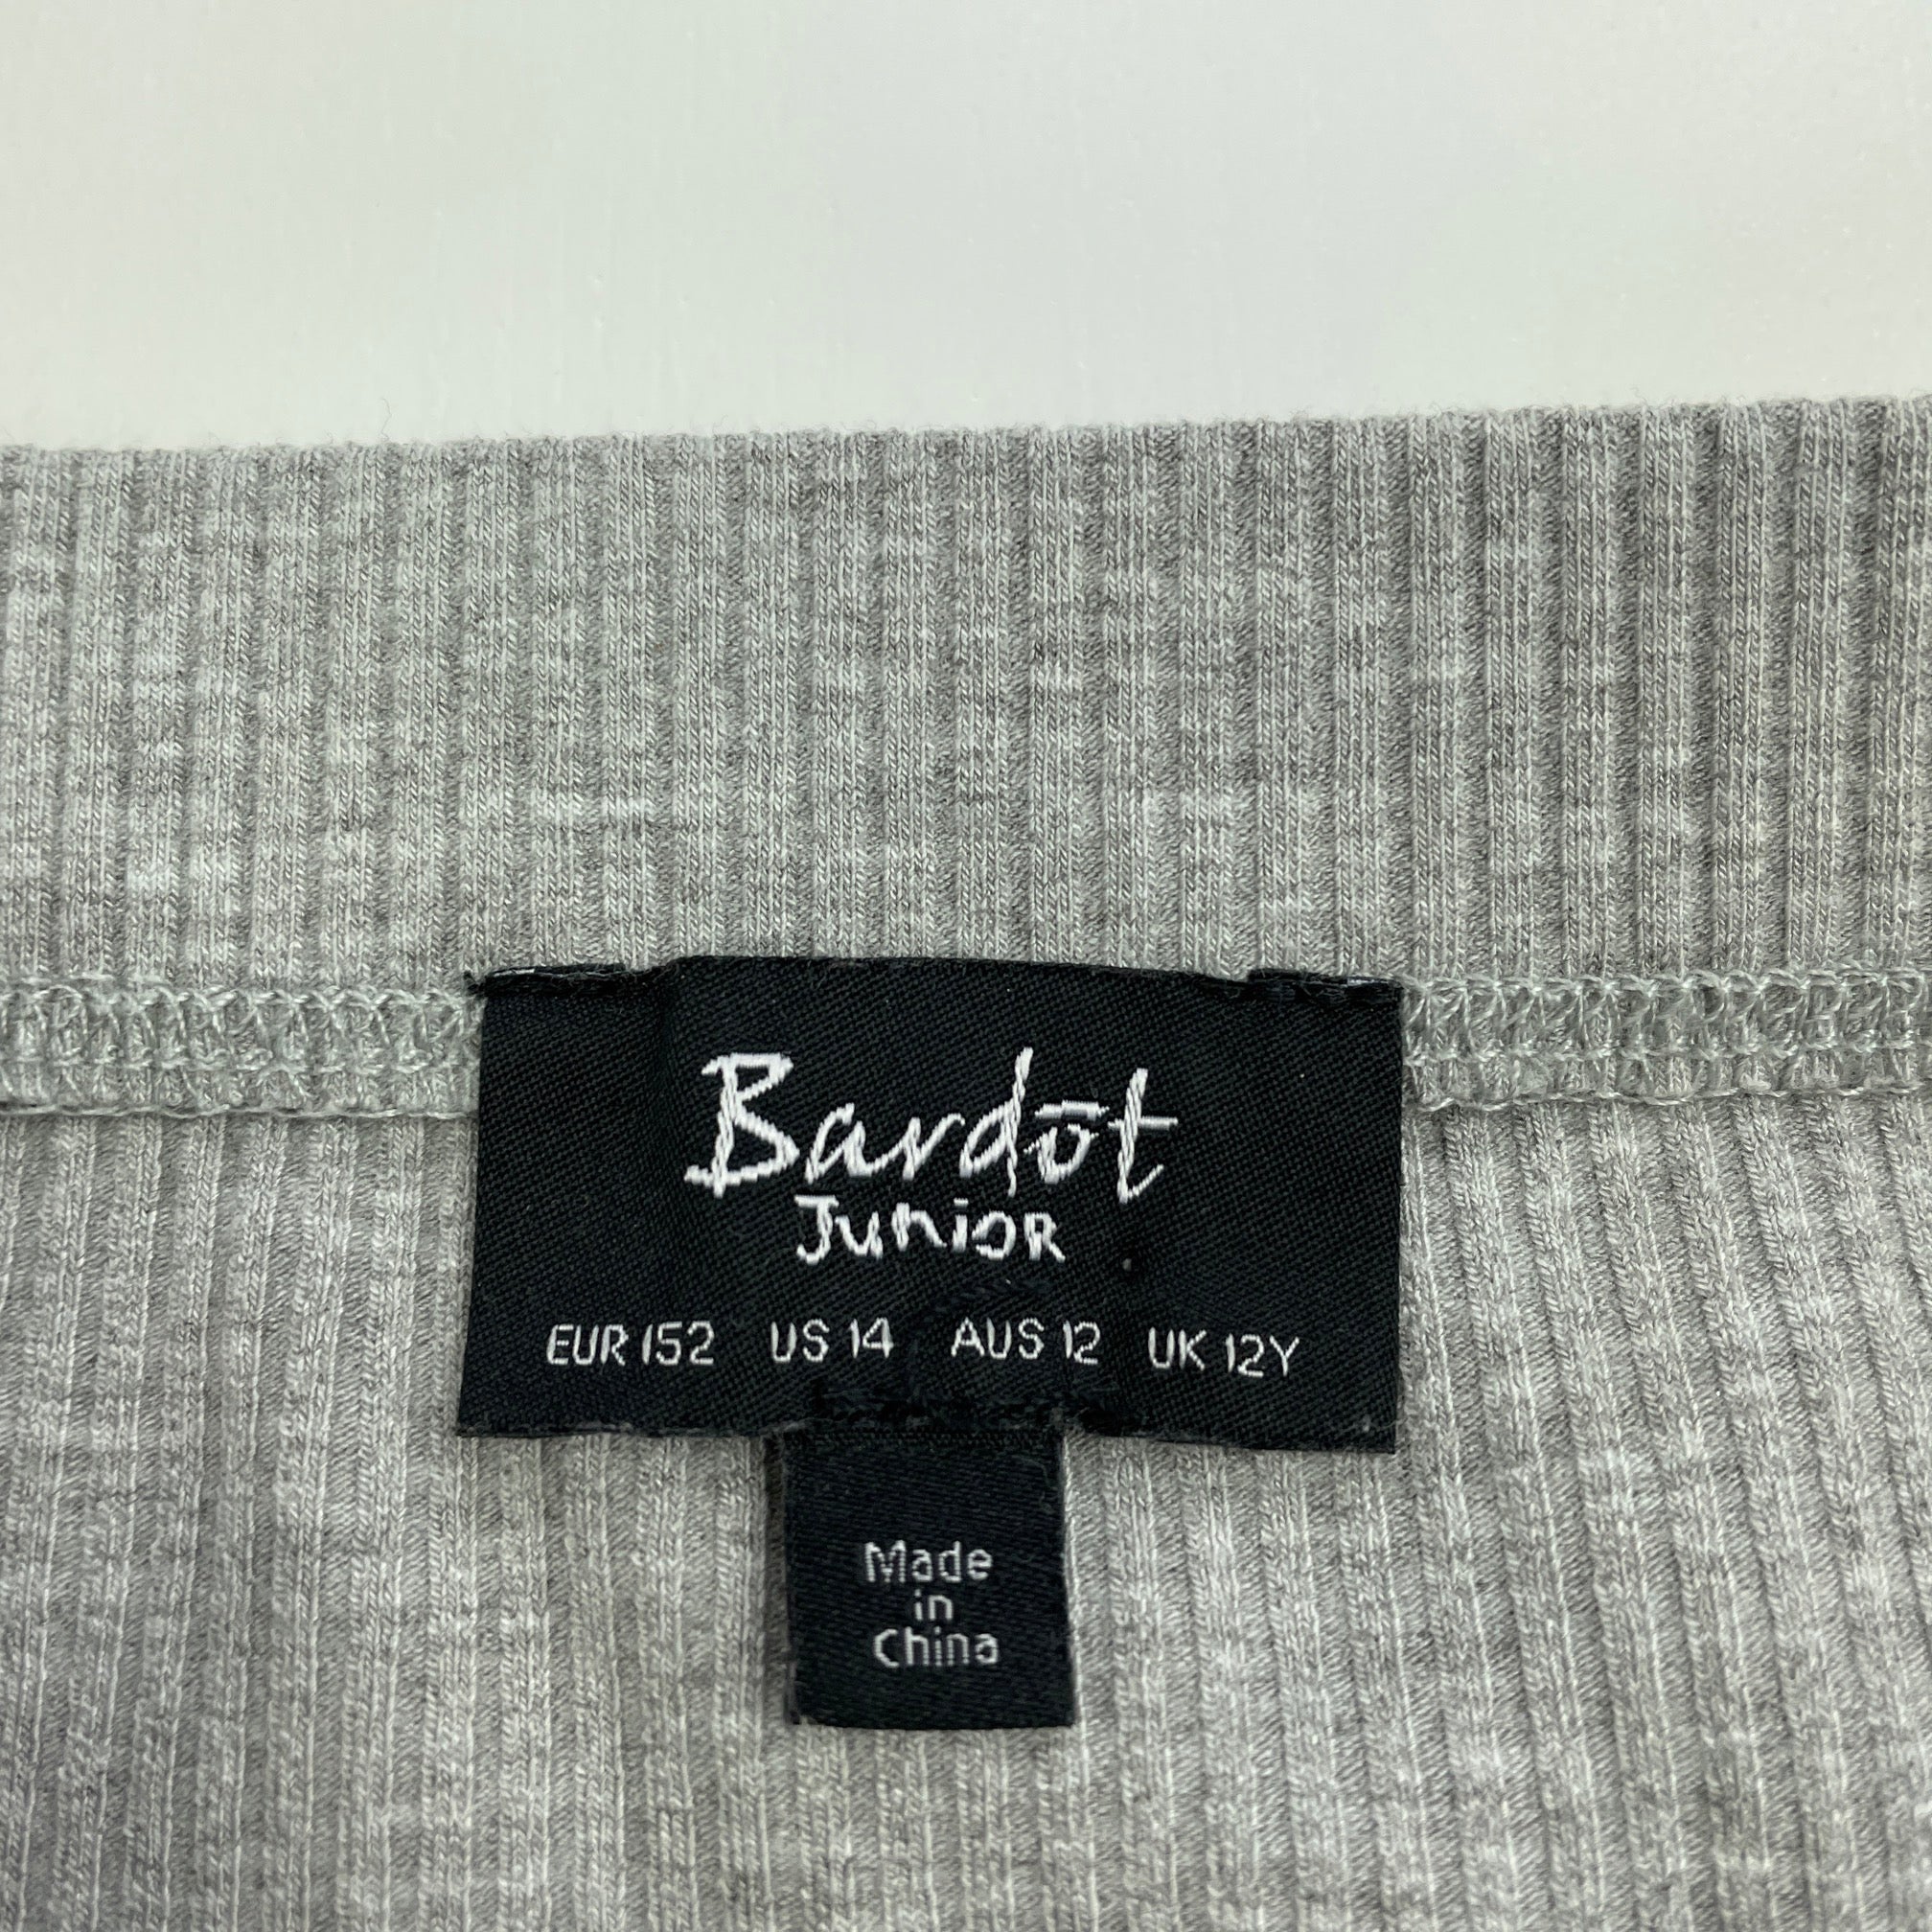 Bardōt
Junior
EUR 152 US 14 AUS 12 UK 12Y
Made
in
China